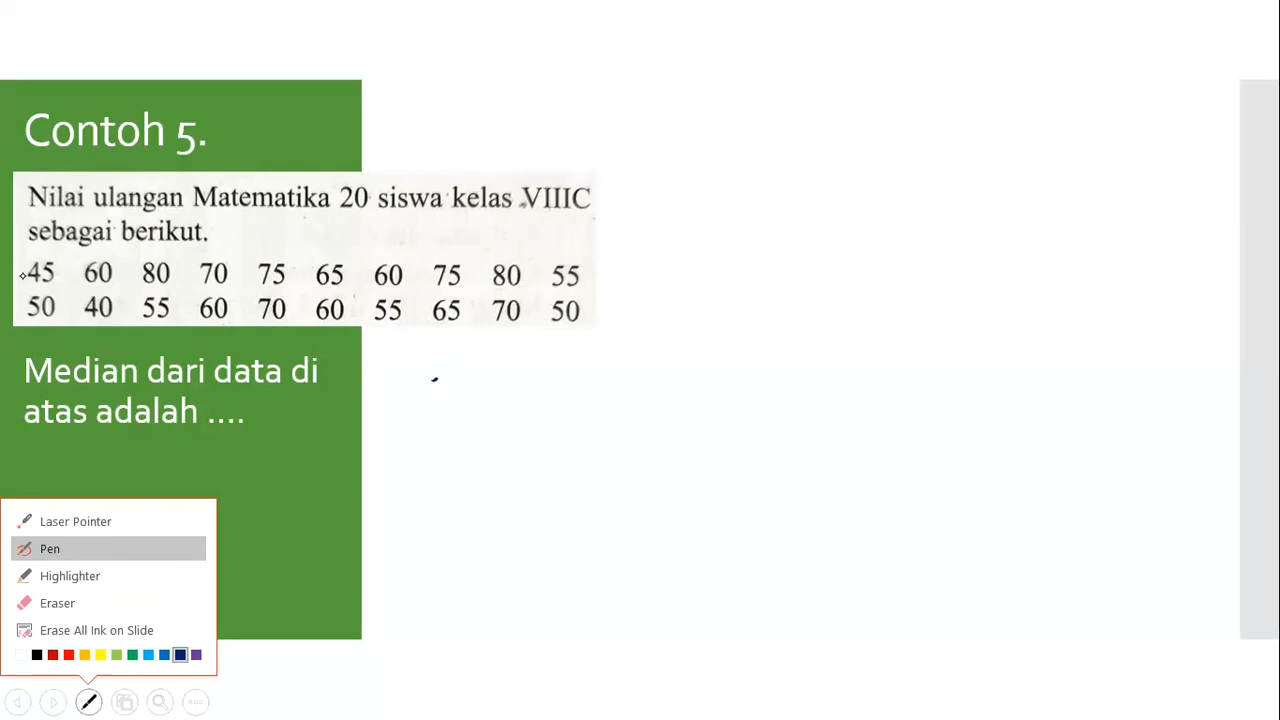 Contoh 5.
Nilai ulangan Matematika 20 siswa kelas VIIIC
sebagai berikut.
45 60 80 70 75 65 60 75 80 55
50 40 55 60 70 60 55 65 70 50
Median dari data di
atas adalah ....
Laser Pointer
Pen
Highlighter
Eraser
Erase All Ink on Slide